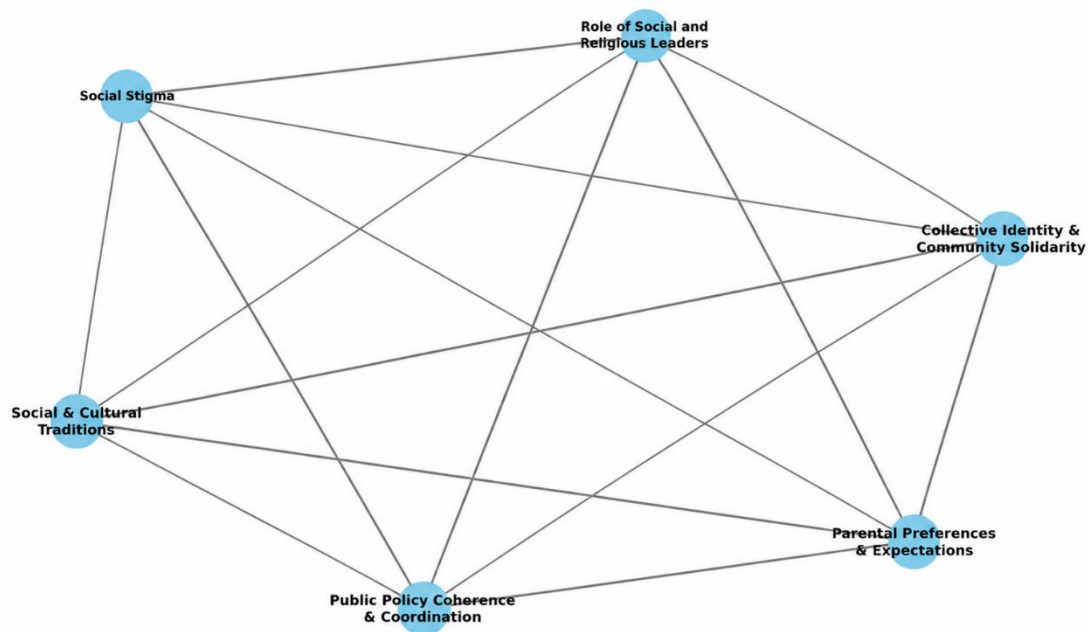 Role of Social and
Religious Leaders
Social Stigma
Collective Identity &
Community Solidarity
Social & Cultural
Traditions
Parental Preferences
& Expectations
Public Policy Coherence
& Coordination